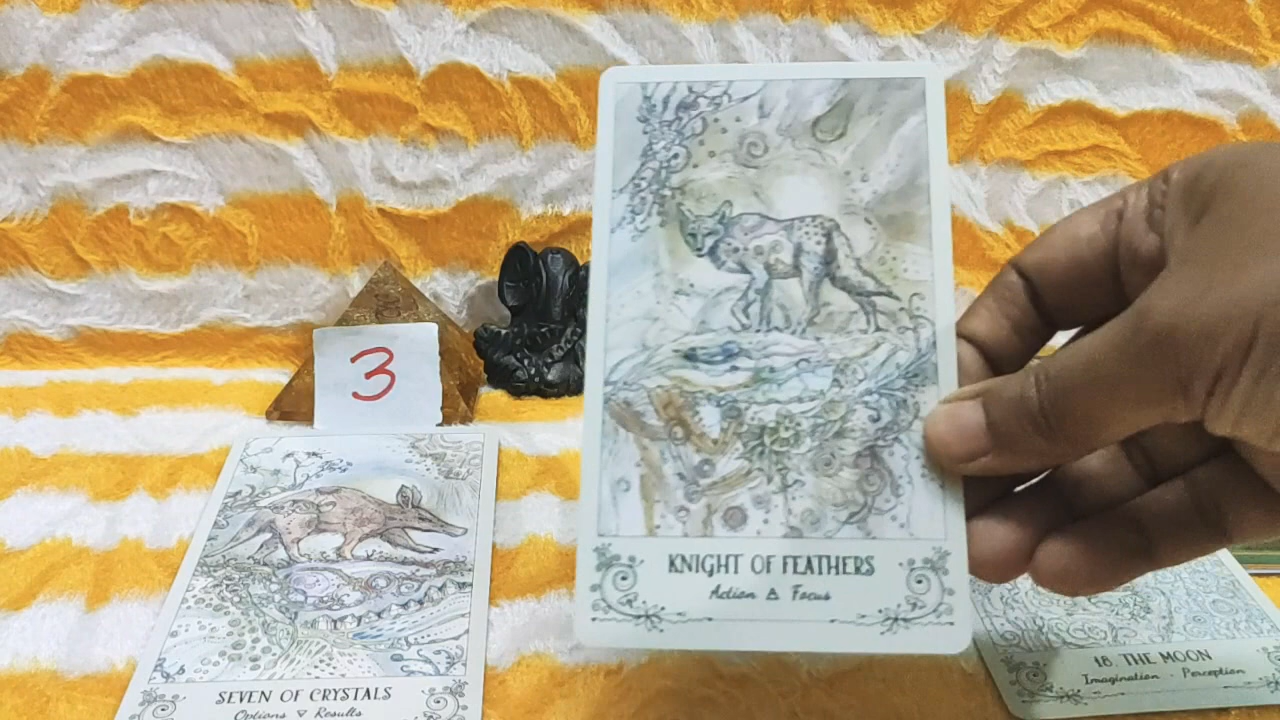 3
KNIGHT OF FEATHERS
Action Focus
SEVEN OF CRYSTALS
Options Results
18. THE MOON
Imagination · Perception